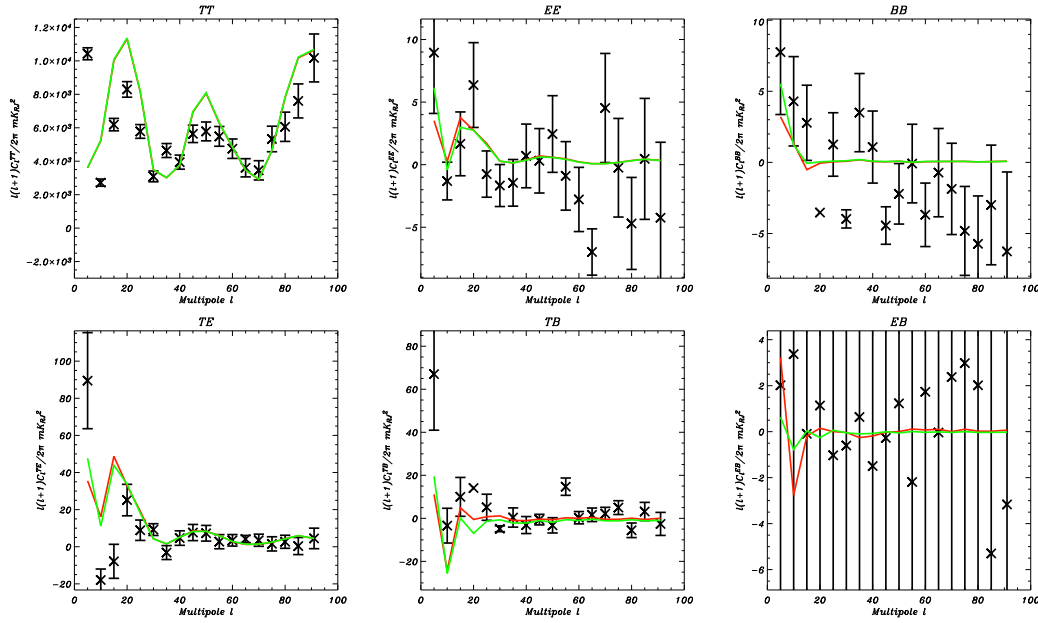 TT EE BB
1.2×10⁴
1.0×10⁴
8.0×10³
6.0×10³
4.0×10³
2.0×10³
0
−2.0×10³
l(l+1)C_l^TT/2π mK_RJ²
0 20 40 60 80 100
Multipole l
10
5
0
−5
l(l+1)C_l^EE/2π mK_RJ²
0 20 40 60 80 100
Multipole l
10
5
0
−5
l(l+1)C_l^BB/2π mK_RJ²
0 20 40 60 80 100
Multipole l
TE TB EB
100
80
60
40
20
0
−20
l(l+1)C_l^TE/2π mK_RJ²
0 20 40 60 80 100
Multipole l
80
60
40
20
0
−20
l(l+1)C_l^TB/2π mK_RJ²
0 20 40 60 80 100
Multipole l
4
2
0
−2
−4
−6
l(l+1)C_l^EB/2π mK_RJ²
0 20 40 60 80 100
Multipole l